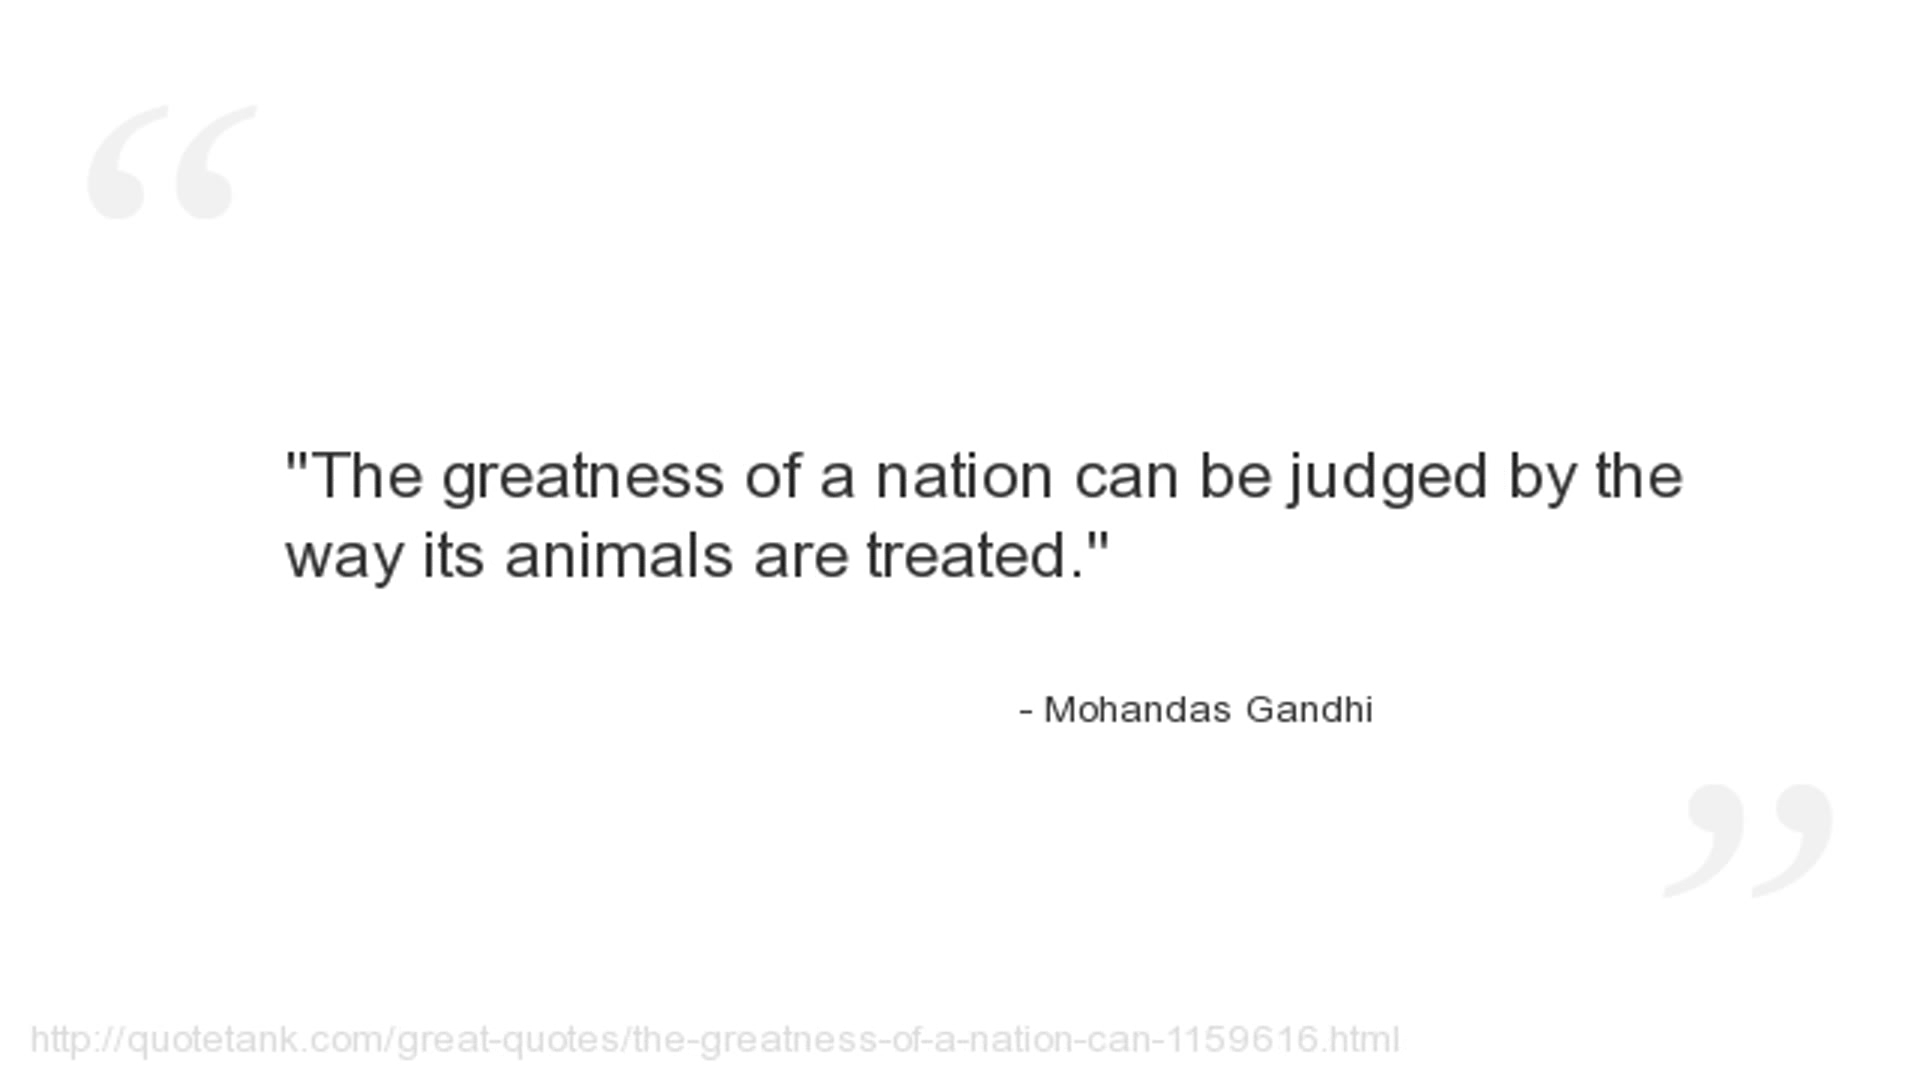 "The greatness of a nation can be judged by the
way its animals are treated."
- Mohandas Gandhi
http://quotetank.com/great-quotes/the-greatness-of-a-nation-can-1159616.html